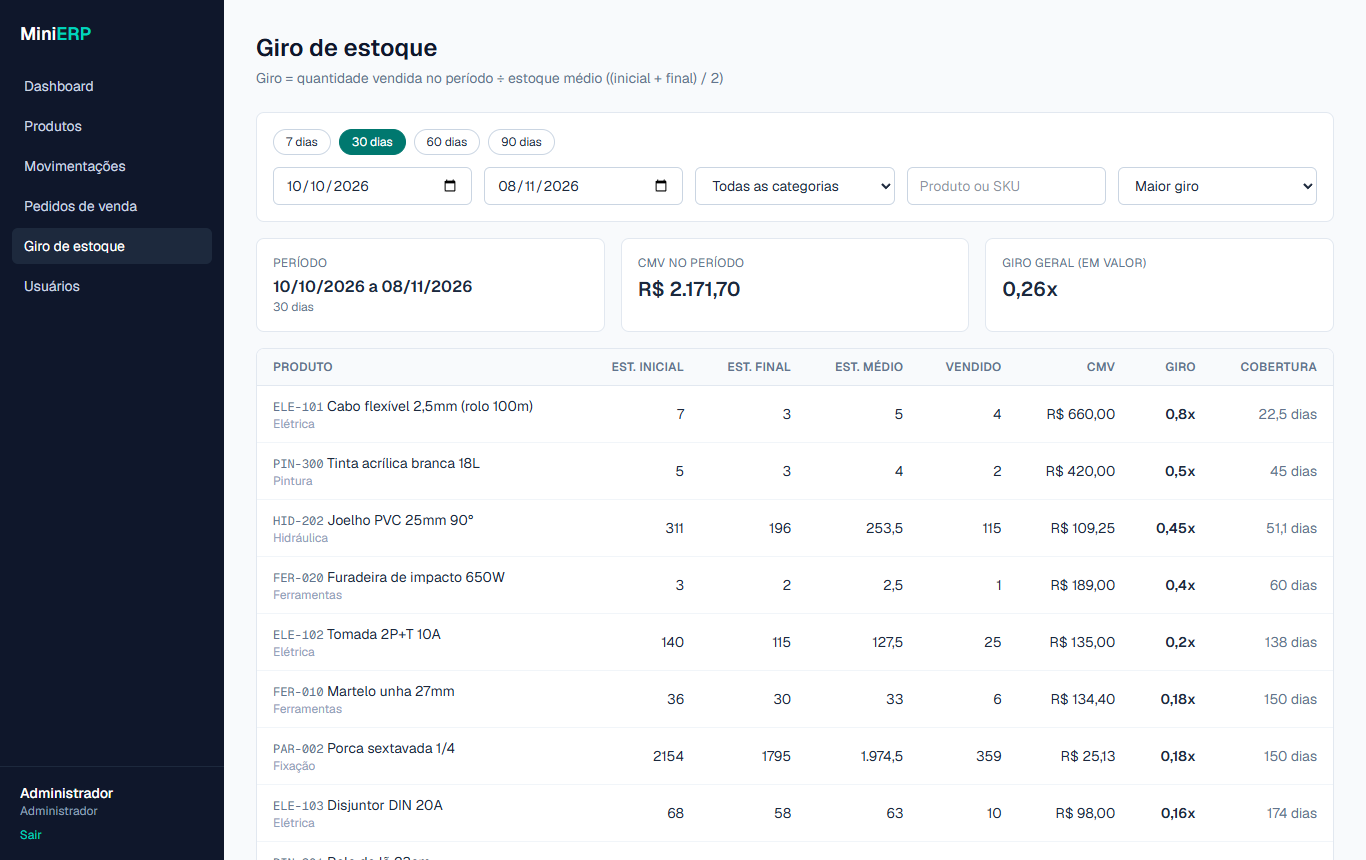 MiniERP
Dashboard
Produtos
Movimentações
Pedidos de venda
Giro de estoque
Usuários
Administrador
Administrador
Sair
Giro de estoque
Giro = quantidade vendida no período ÷ estoque médio ((inicial + final) / 2)
7 dias 30 dias 60 dias 90 dias
10/10/2026 08/11/2026 Todas as categorias Produto ou SKU Maior giro
PERÍODO
10/10/2026 a 08/11/2026
30 dias
CMV NO PERÍODO
R$ 2.171,70
GIRO GERAL (EM VALOR)
0,26x
PRODUTO EST. INICIAL EST. FINAL EST. MÉDIO VENDIDO CMV GIRO COBERTURA
ELE-101 Cabo flexível 2,5mm (rolo 100m) 7 3 5 4 R$ 660,00 0,8x 22,5 dias
Elétrica
PIN-300 Tinta acrílica branca 18L 5 3 4 2 R$ 420,00 0,5x 45 dias
Pintura
HID-202 Joelho PVC 25mm 90° 311 196 253,5 115 R$ 109,25 0,45x 51,1 dias
Hidráulica
FER-020 Furadeira de impacto 650W 3 2 2,5 1 R$ 189,00 0,4x 60 dias
Ferramentas
ELE-102 Tomada 2P+T 10A 140 115 127,5 25 R$ 135,00 0,2x 138 dias
Elétrica
FER-010 Martelo unha 27mm 36 30 33 6 R$ 134,40 0,18x 150 dias
Ferramentas
PAR-002 Porca sextavada 1/4 2154 1795 1.974,5 359 R$ 25,13 0,18x 150 dias
Fixação
ELE-103 Disjuntor DIN 20A 68 58 63 10 R$ 98,00 0,16x 174 dias
Elétrica